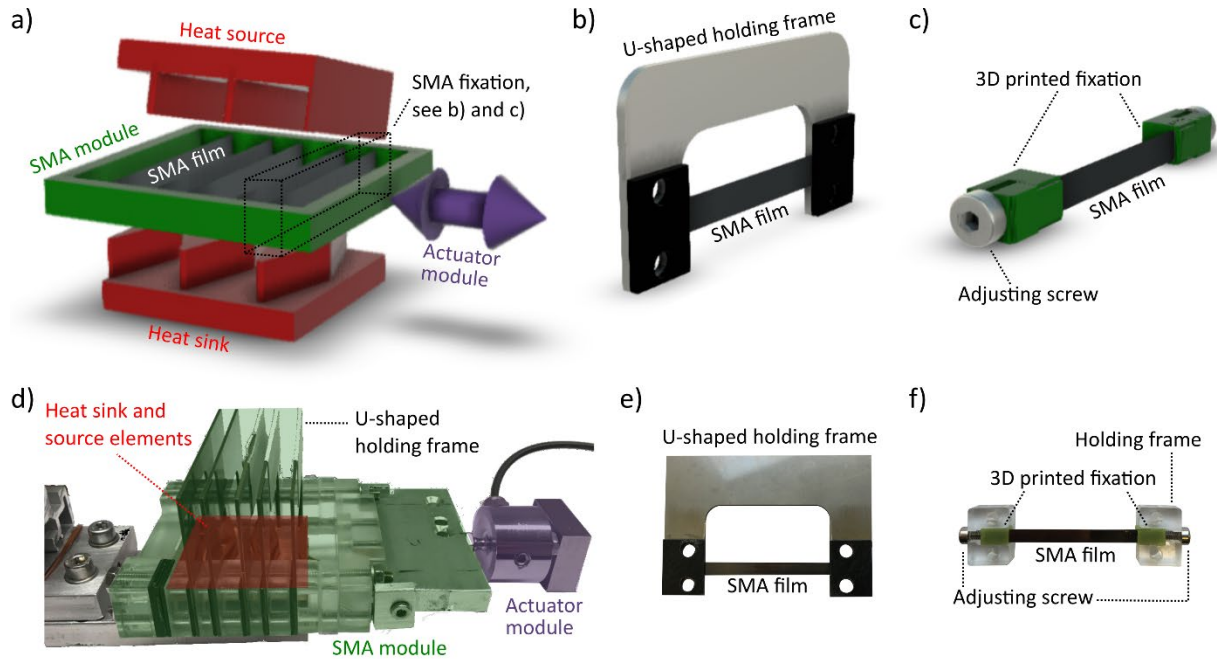 a)
Heat source
SMA fixation,
see b) and c)
SMA module
SMA film
Actuator
module
Heat sink
b)
U-shaped holding frame
SMA film
c)
3D printed fixation
SMA film
Adjusting screw
d)
Heat sink and
source elements
U-shaped
holding frame
Actuator
module
SMA module
e)
U-shaped holding frame
SMA film
f)
Holding frame
3D printed fixation
SMA film
Adjusting screw